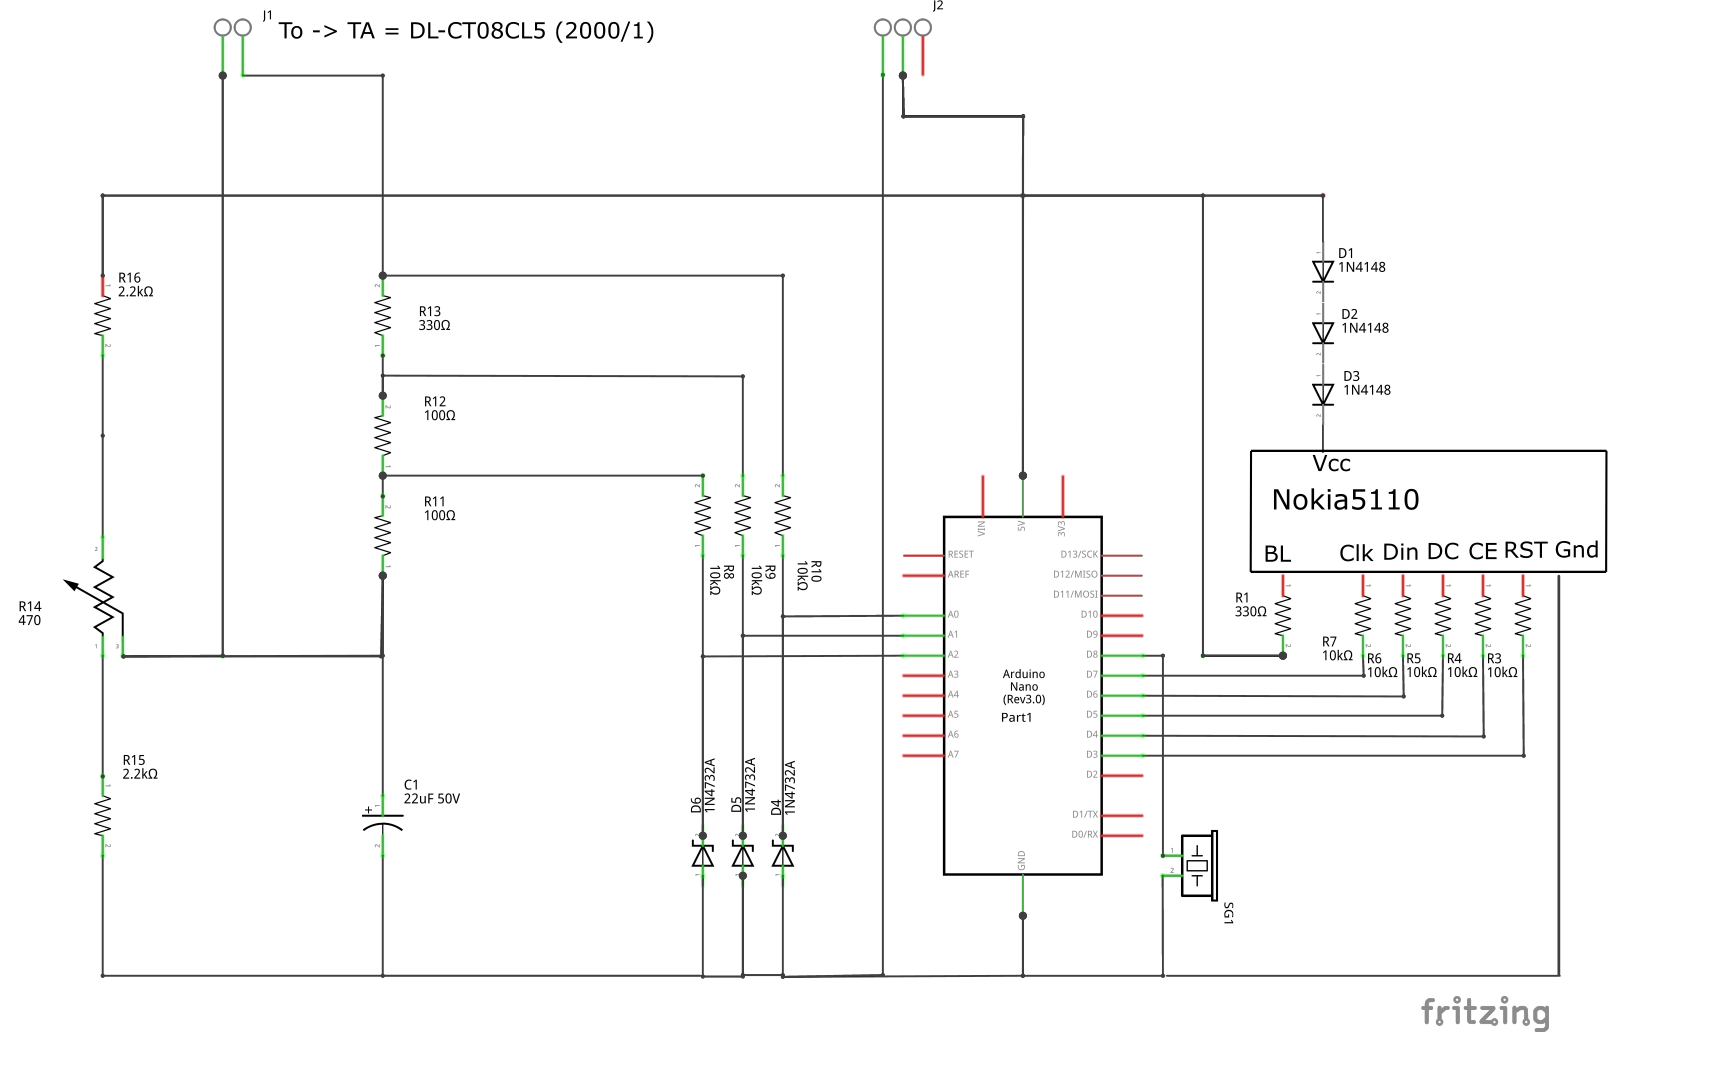 J1
To -> TA = DL-CT08CL5 (2000/1)
J2
R16
2.2kΩ
R13
330Ω
R12
100Ω
R11
100Ω
R14
470
R15
2.2kΩ
C1
22uF 50V
+
R8
10kΩ
R9
10kΩ
R10
10kΩ
D6
1N4732A
D5
1N4732A
D4
1N4732A
VIN
5V
3V3
RESET
AREF
A0
A1
A2
A3
A4
A5
A6
A7
D13/SCK
D12/MISO
D11/MOSI
D10
D9
D8
D7
D6
D5
D4
D3
D2
D1/TX
D0/RX
GND
Arduino
Nano
(Rev3.0)
Part1
D1
1N4148
D2
1N4148
D3
1N4148
Vcc
Nokia5110
BL Clk Din DC CE RST Gnd
R1
330Ω
R7
10kΩ
R6
10kΩ
R5
10kΩ
R4
10kΩ
R3
10kΩ
1
2
SG1
fritzing